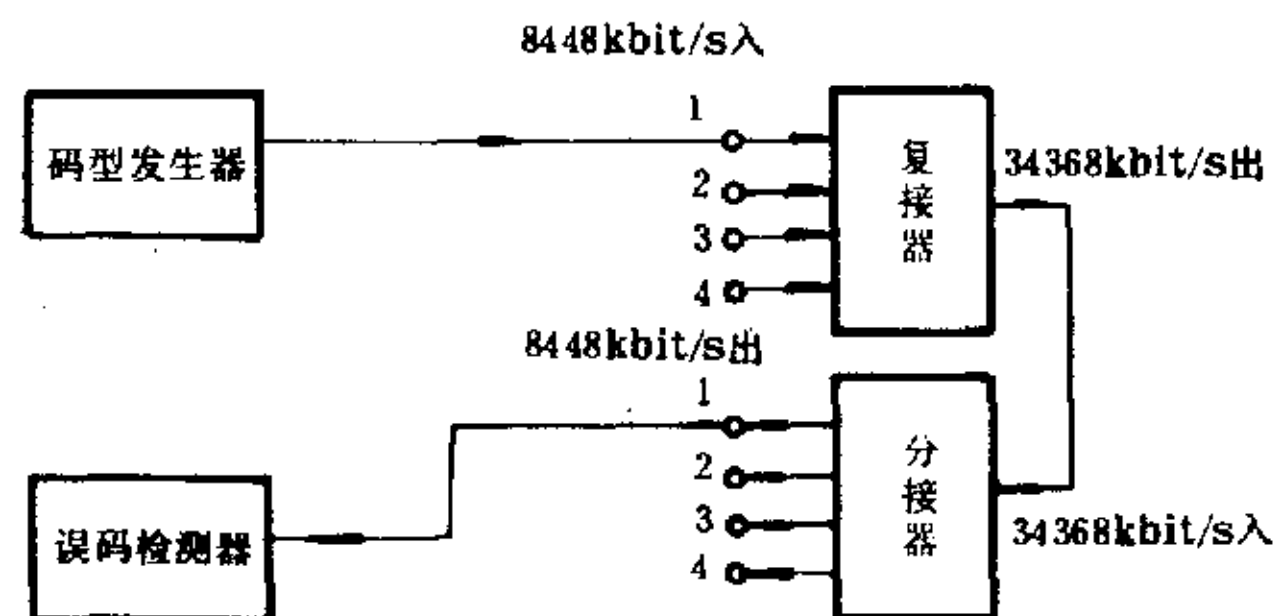 8448kbit/s入
码型发生器
1
2
3
4
复接器
34368kbit/s出
8448kbit/s出
1
2
3
4
分接器
34368kbit/s入
误码检测器